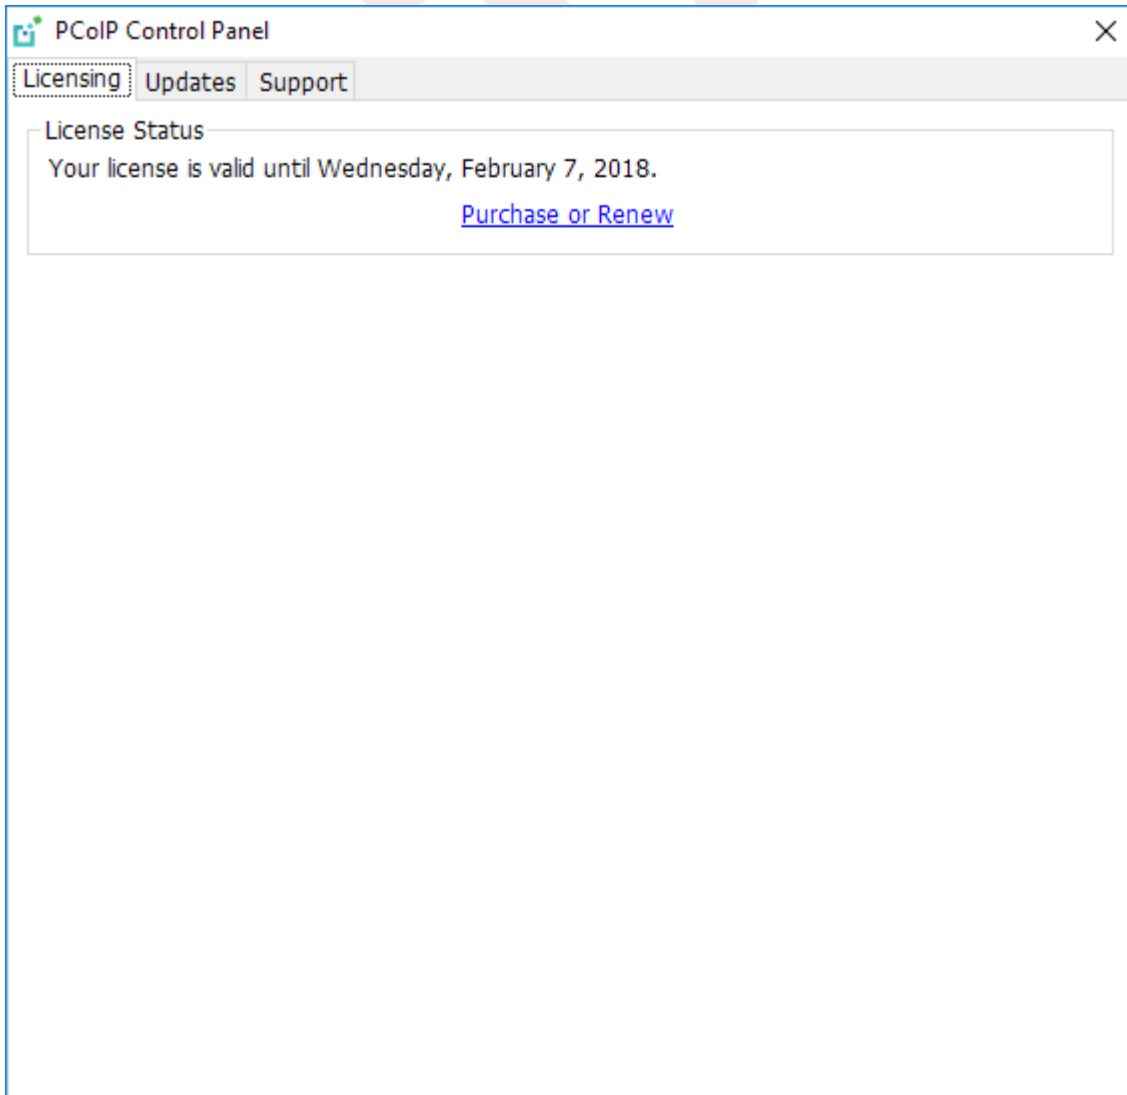 PCoIP Control Panel
Licensing Updates Support
License Status
Your license is valid until Wednesday, February 7, 2018.
Purchase or Renew